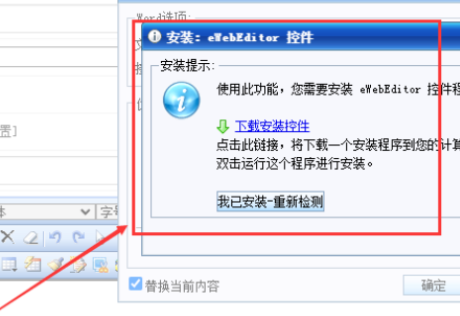 Word选项:
安装: eWebEditor 控件
安装提示:
使用此功能，您需要安装 eWebEditor 控件程
下载安装控件
点击此链接，将下载一个安装程序到您的计算
双击运行这个程序进行安装。
我已安装-重新检测
置]
体
字号
替换当前内容
确定